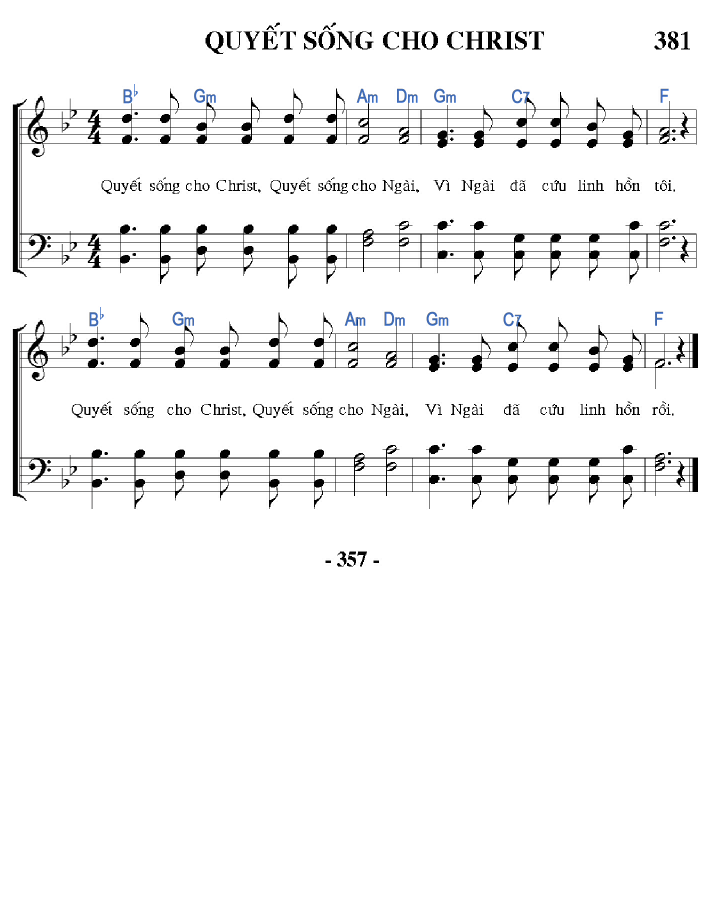 QUYẾT SỐNG CHO CHRIST 381
B♭ Gm Am Dm Gm C7 F
Quyết sống cho Christ, Quyết sống cho Ngài, Vì Ngài đã cứu linh hồn tôi.
B♭ Gm Am Dm Gm C7 F
Quyết sống cho Christ, Quyết sống cho Ngài, Vì Ngài đã cứu linh hồn rồi.
- 357 -